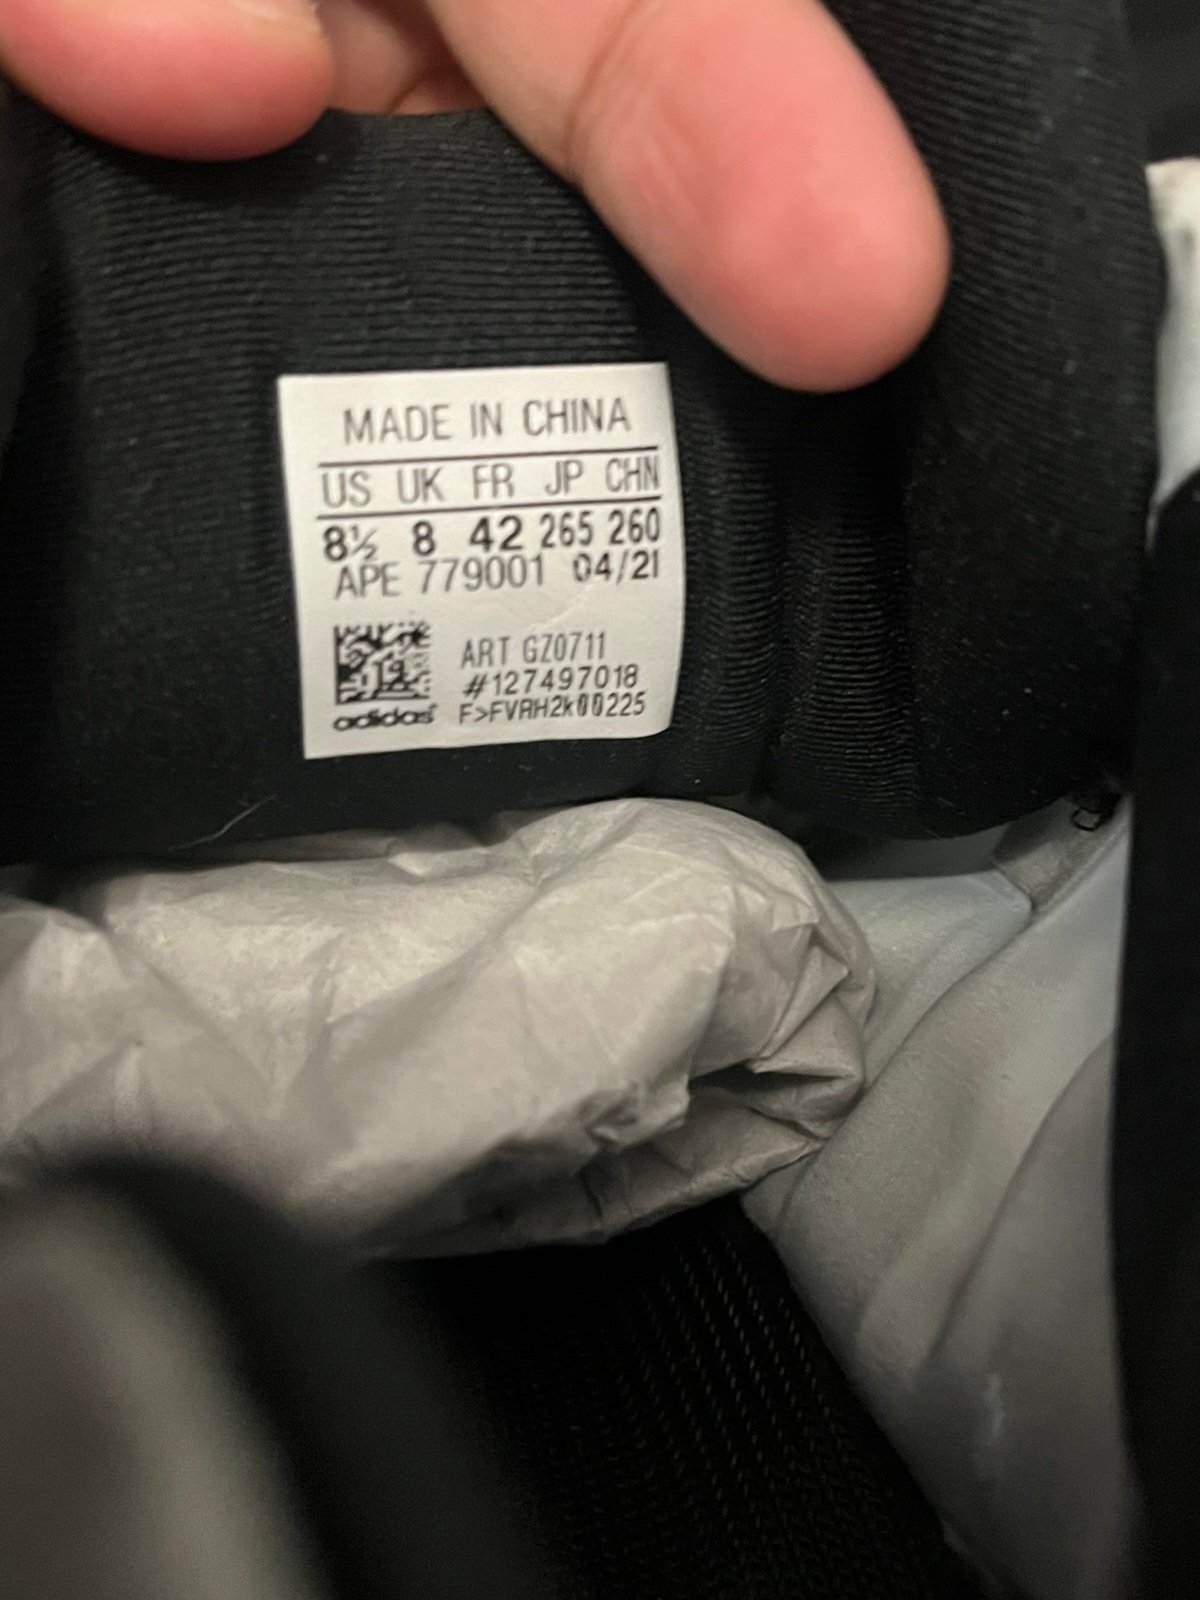 MADE IN CHINA
US UK FR JP CHN
8½ 8 42 265 260
APE 779001 04/21
ART GZ0711
#127497018
adidas F>FVRH2k00225